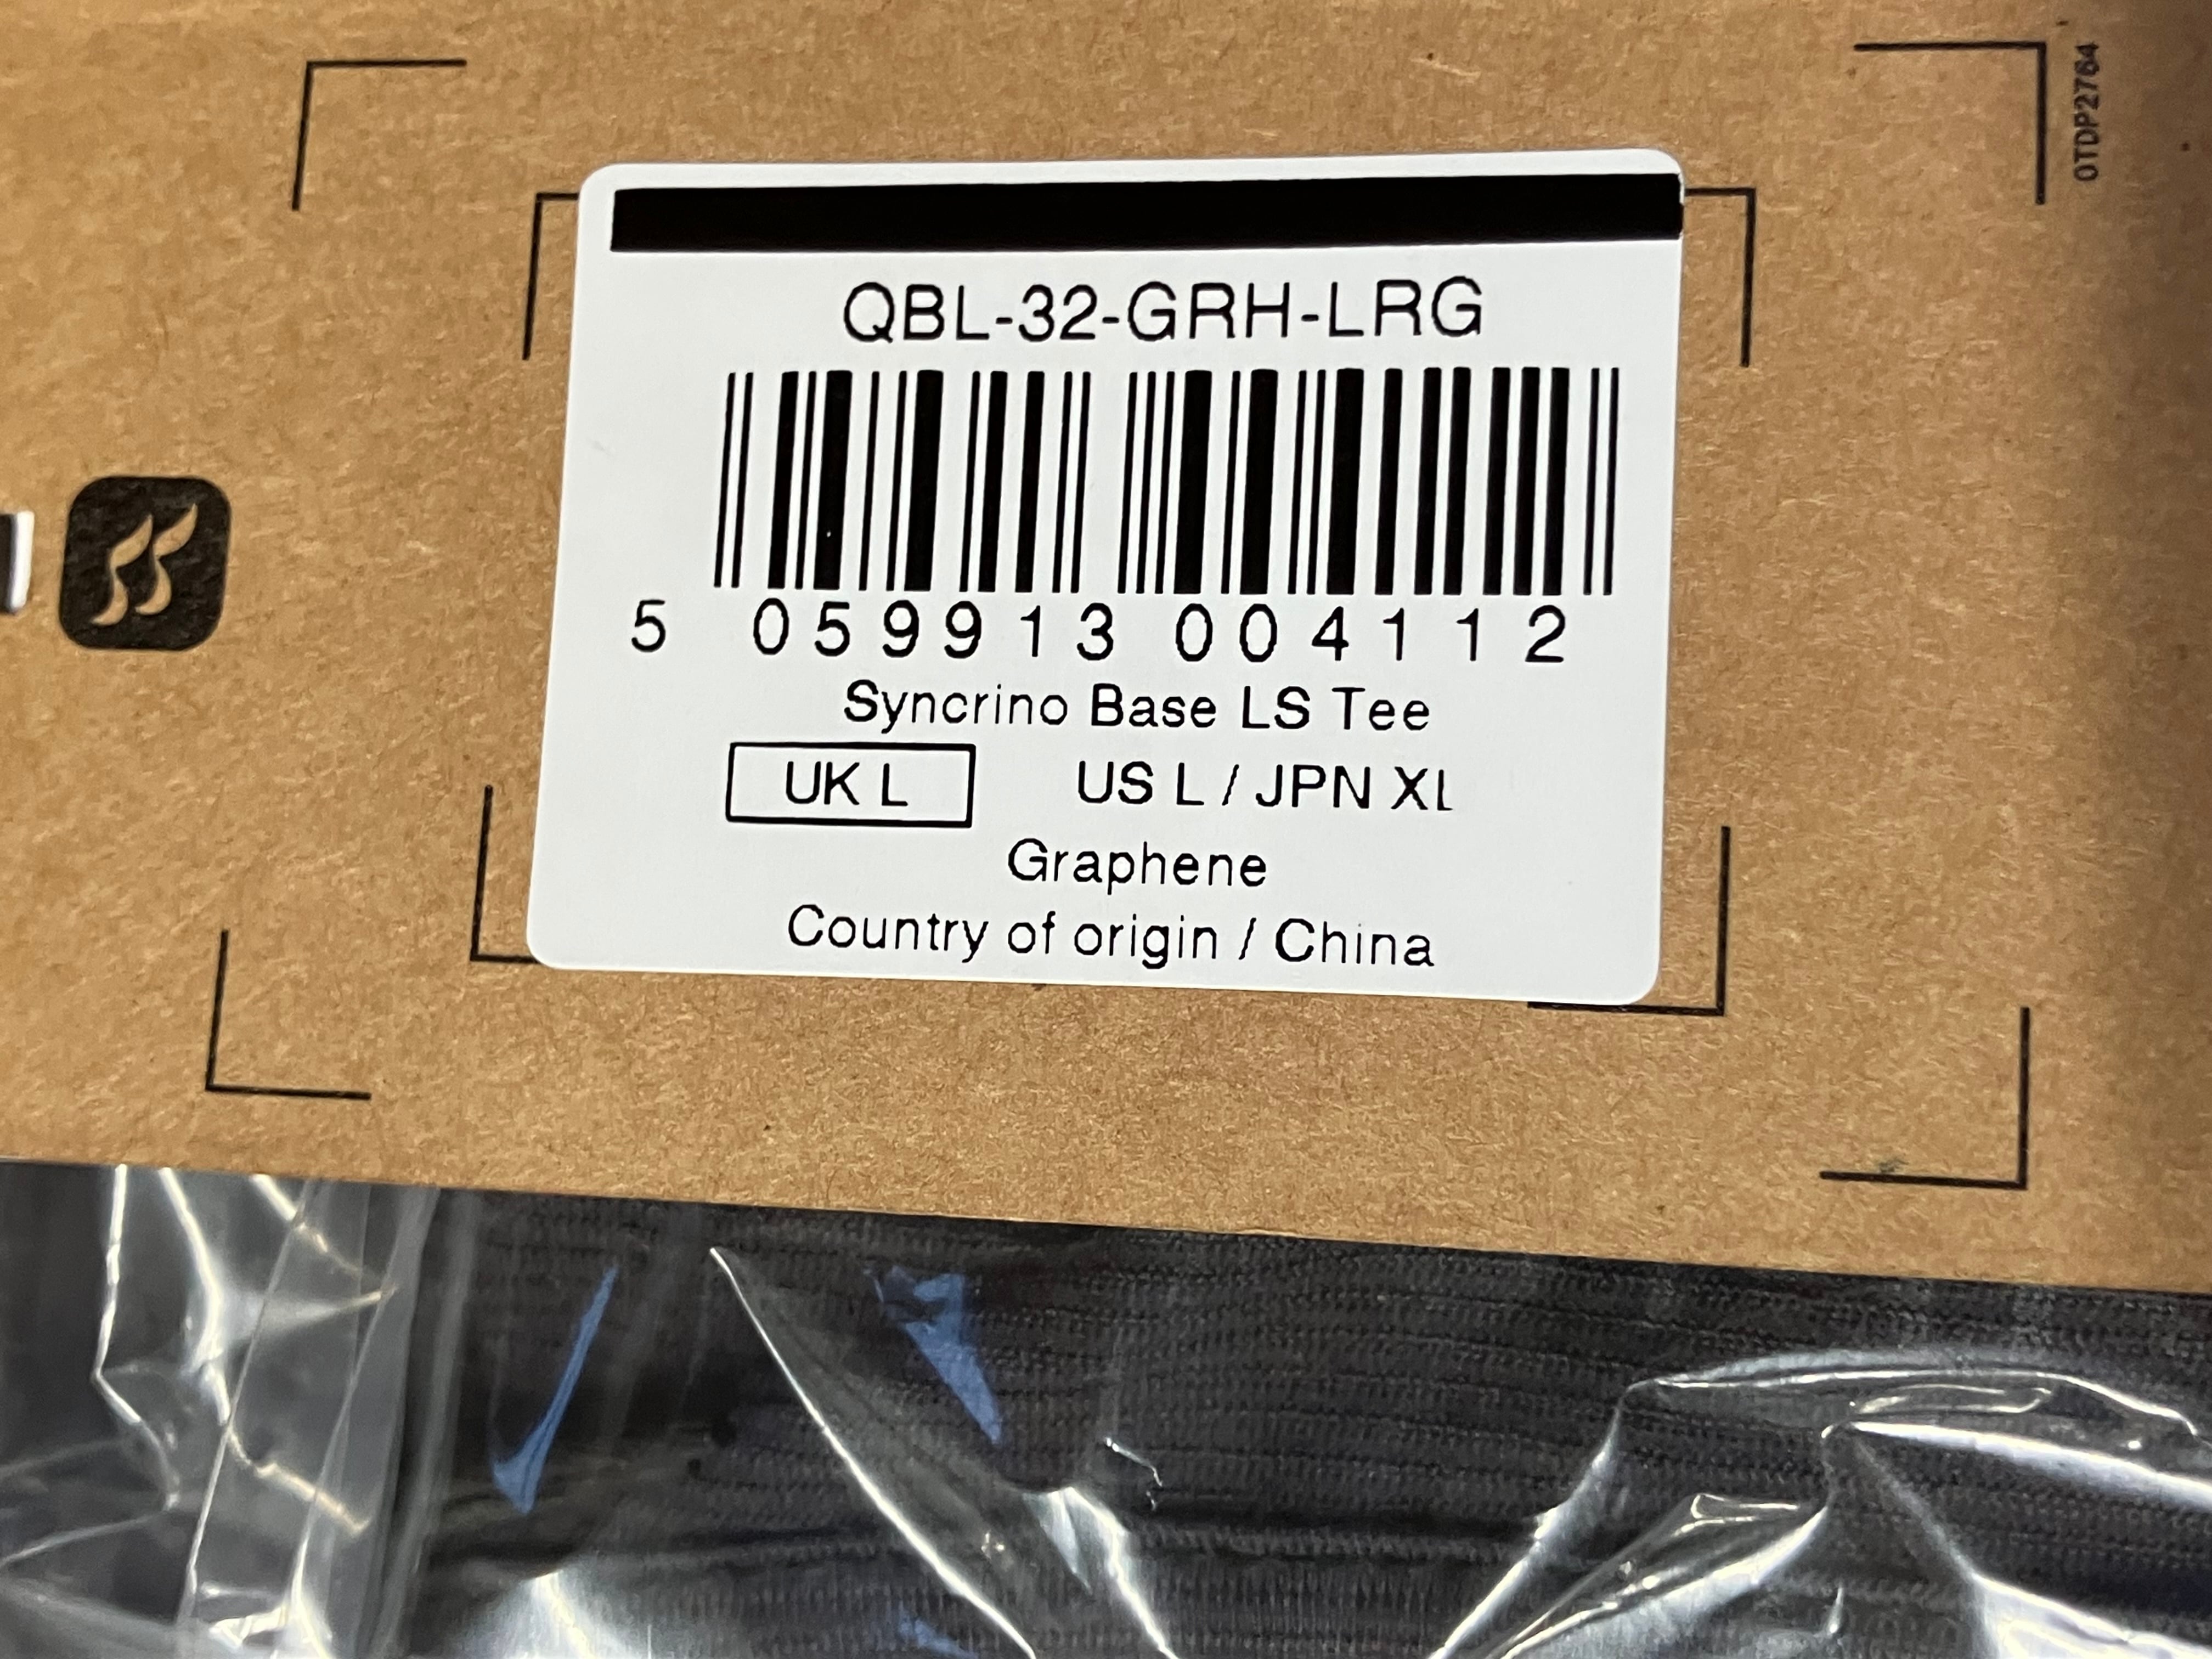 0TDP2764
QBL-32-GRH-LRG
5 059913 004112
Syncrino Base LS Tee
UK L US L / JPN XL
Graphene
Country of origin / China